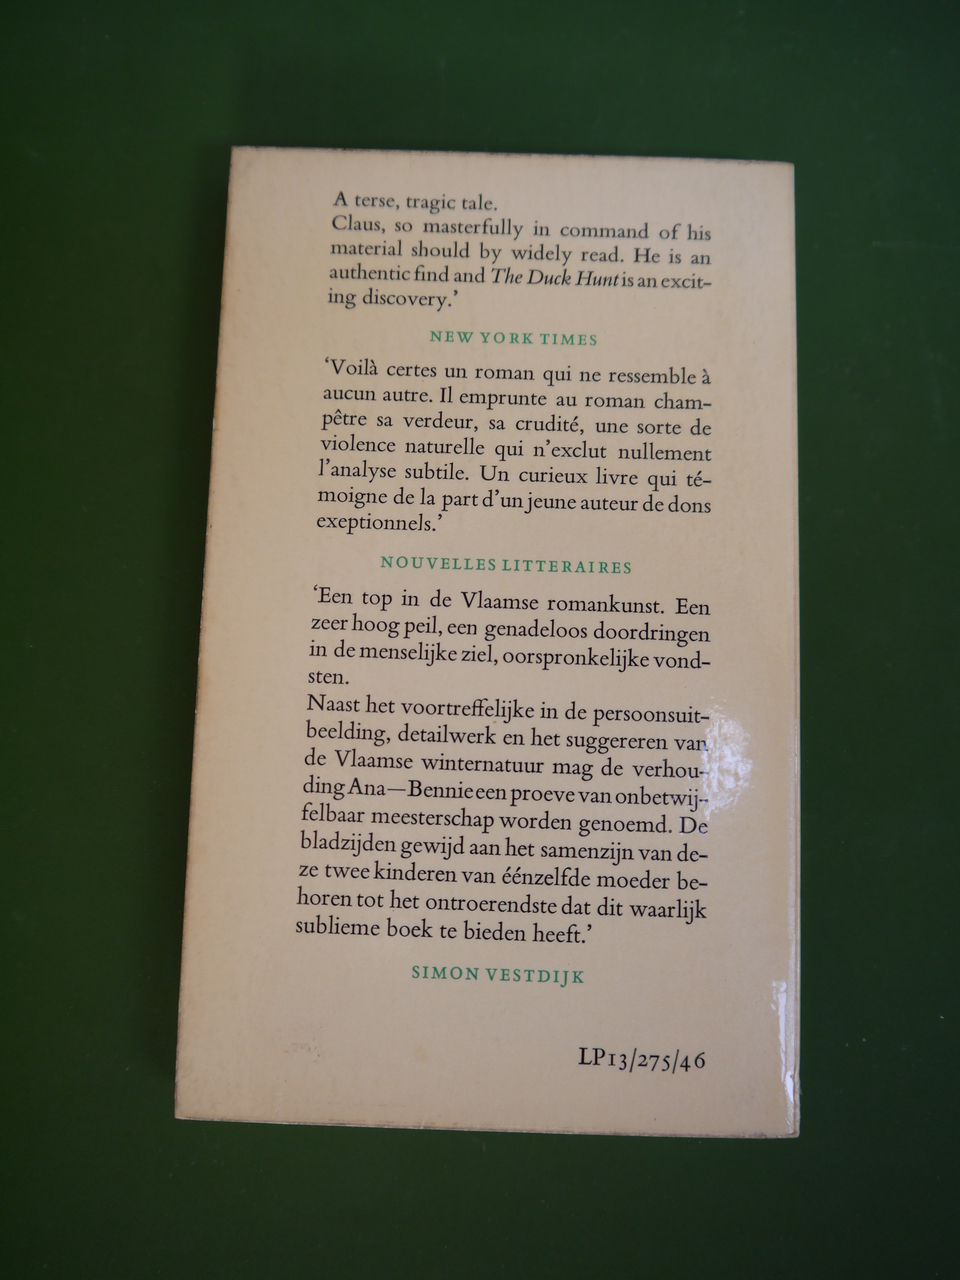 A terse, tragic tale.
Claus, so masterfully in command of his
material should by widely read. He is an
authentic find and The Duck Hunt is an excit-
ing discovery.’
NEW YORK TIMES
‘Voilà certes un roman qui ne ressemble à
aucun autre. Il emprunte au roman cham-
pêtre sa verdeur, sa crudité, une sorte de
violence naturelle qui n’exclut nullement
l’analyse subtile. Un curieux livre qui té-
moigne de la part d’un jeune auteur de dons
exeptionnels.’
NOUVELLES LITTERAIRES
‘Een top in de Vlaamse romankunst. Een
zeer hoog peil, een genadeloos doordringen
in de menselijke ziel, oorspronkelijke vond-
sten.
Naast het voortreffelijke in de persoonsuit-
beelding, detailwerk en het suggereren van
de Vlaamse winternatuur mag de verhou-
ding Ana—Bennie een proeve van onbetwij-
felbaar meesterschap worden genoemd. De
bladzijden gewijd aan het samenzijn van de-
ze twee kinderen van éénzelfde moeder be-
horen tot het ontroerendste dat dit waarlijk
sublieme boek te bieden heeft.’
SIMON VESTDIJK
LP13/275/46